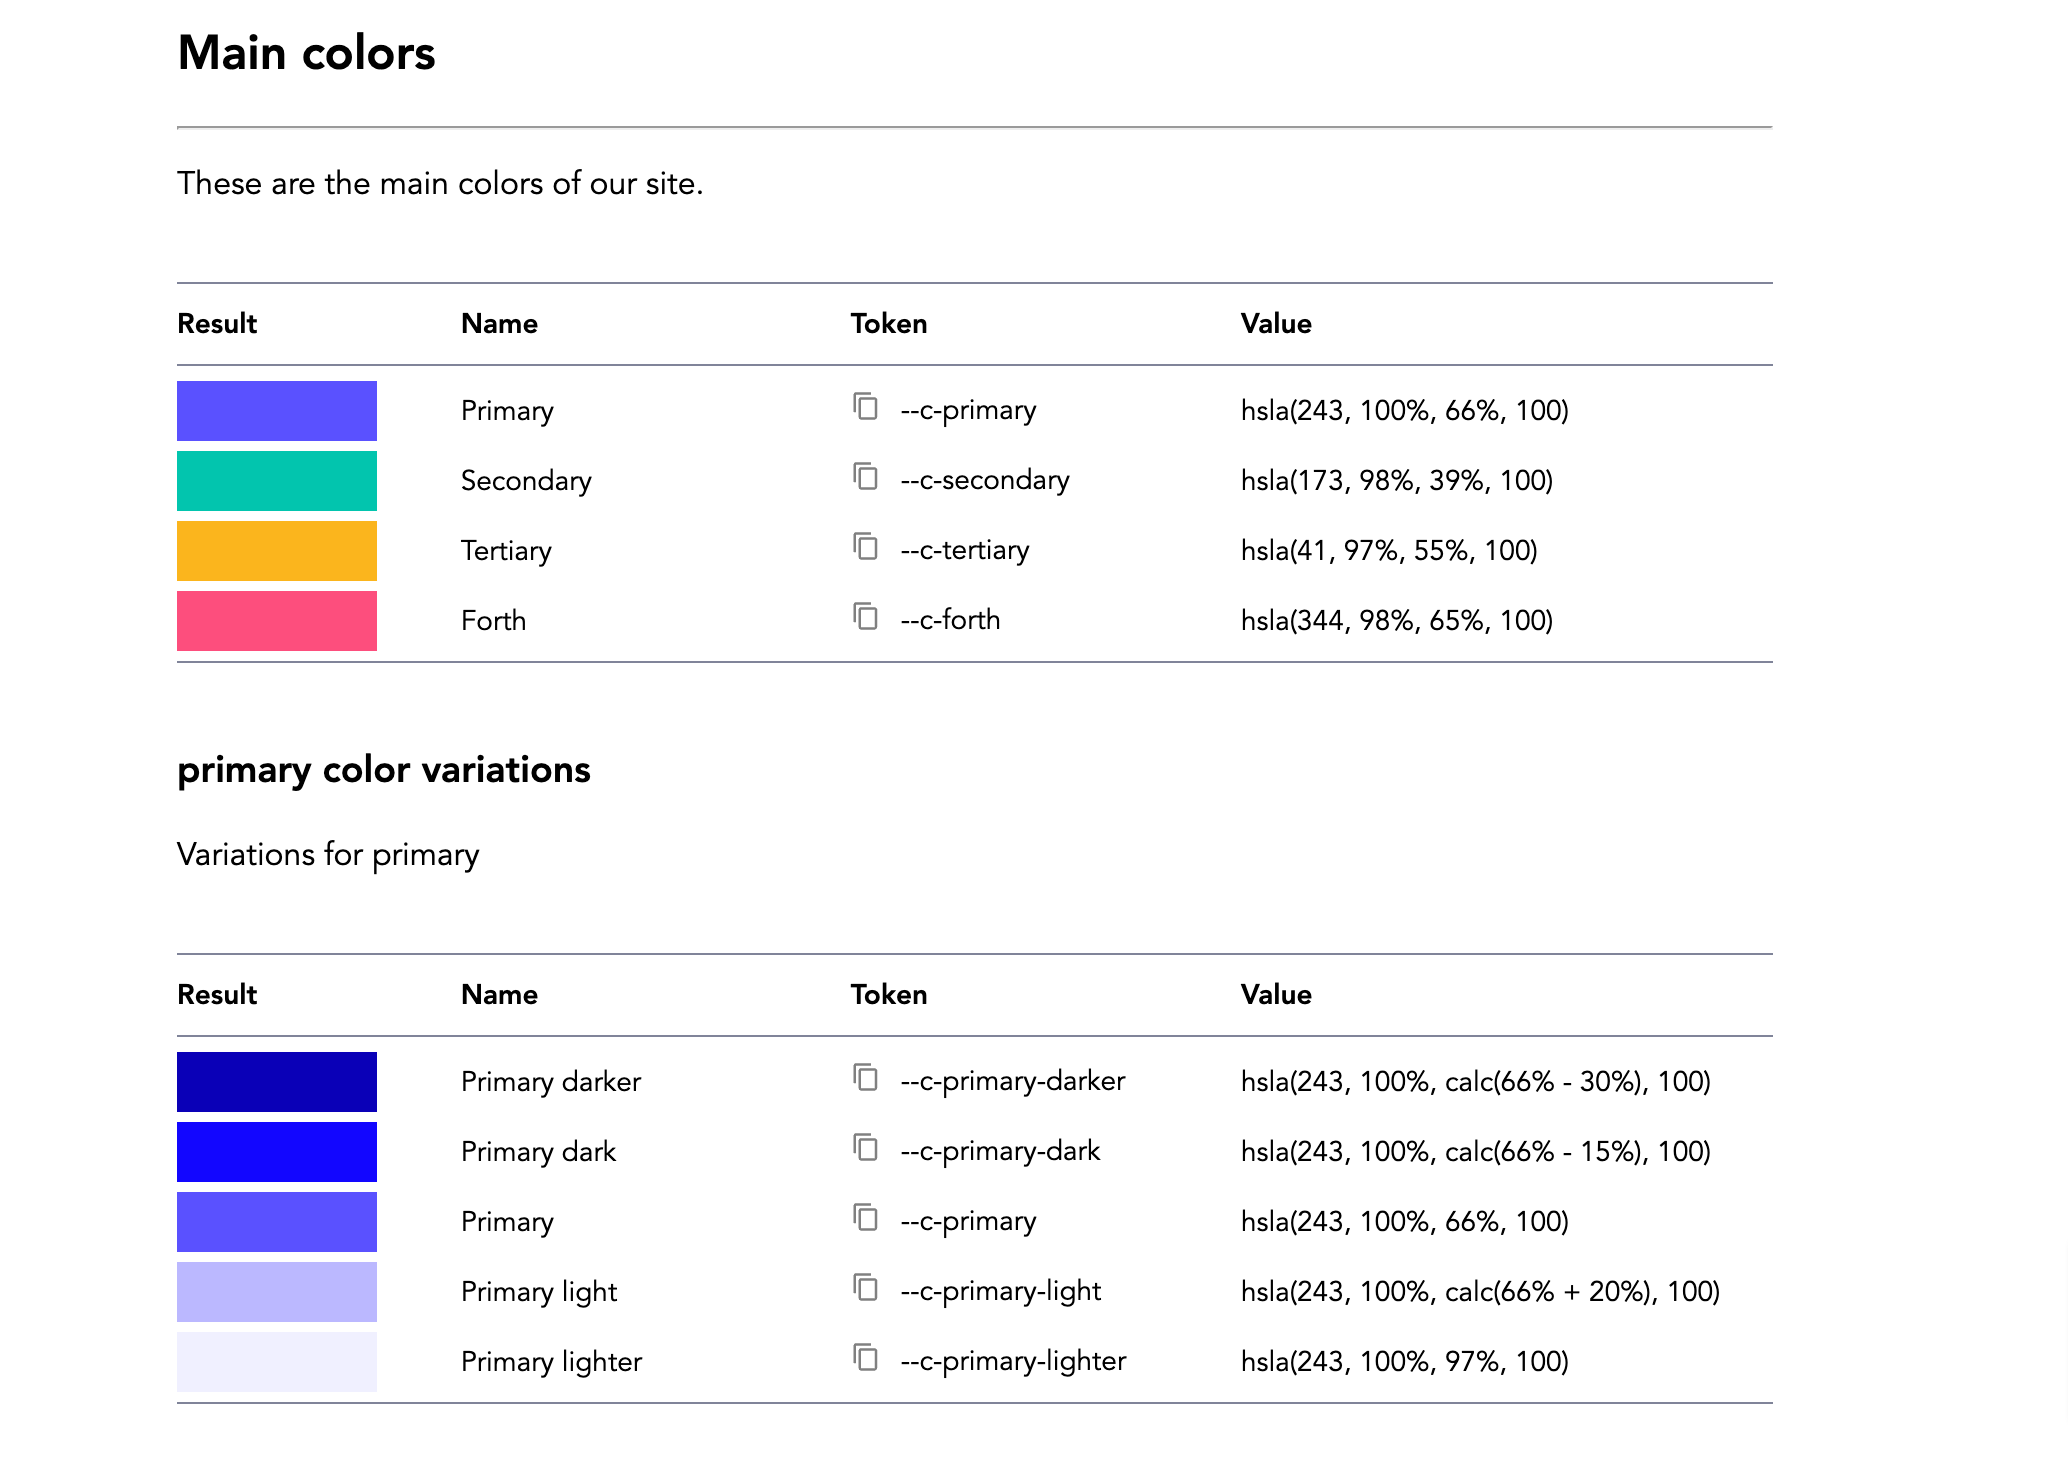 Main colors
These are the main colors of our site.
Result Name Token Value
Primary --c-primary hsla(243, 100%, 66%, 100)
Secondary --c-secondary hsla(173, 98%, 39%, 100)
Tertiary --c-tertiary hsla(41, 97%, 55%, 100)
Forth --c-forth hsla(344, 98%, 65%, 100)
primary color variations
Variations for primary
Result Name Token Value
Primary darker --c-primary-darker hsla(243, 100%, calc(66% - 30%), 100)
Primary dark --c-primary-dark hsla(243, 100%, calc(66% - 15%), 100)
Primary --c-primary hsla(243, 100%, 66%, 100)
Primary light --c-primary-light hsla(243, 100%, calc(66% + 20%), 100)
Primary lighter --c-primary-lighter hsla(243, 100%, 97%, 100)